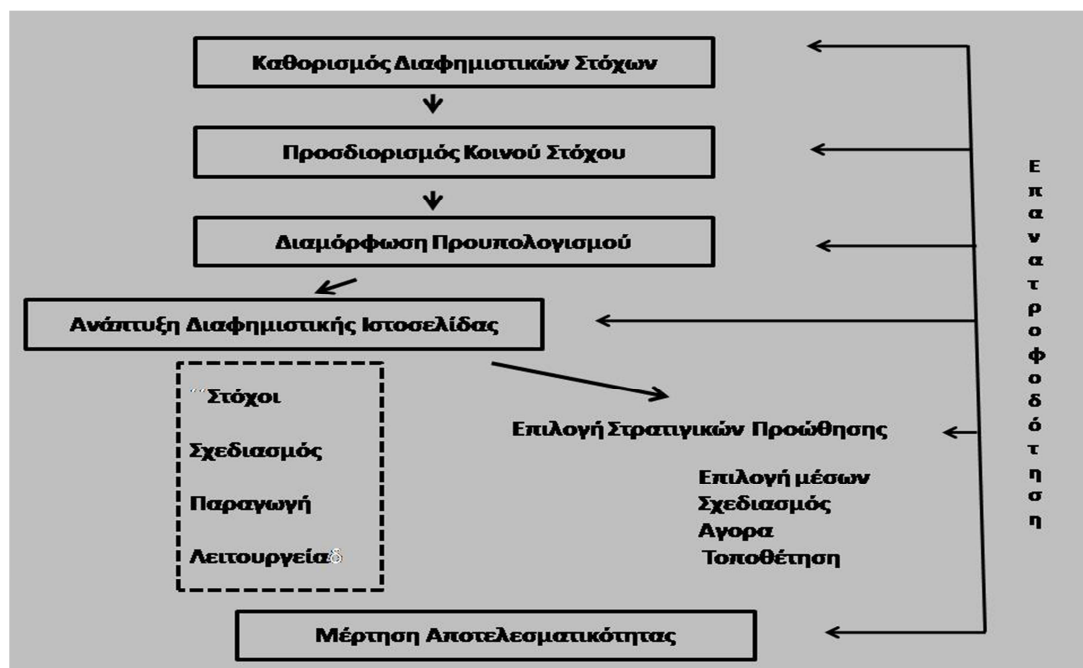 Καθορισμός Διαφημιστικών Στόχων
Προσδιορισμός Κοινού Στόχου
Διαμόρφωση Προυπολογισμού
Ανάπτυξη Διαφημιστικής Ιστοσελίδας
Στόχοι
Σχεδιασμός
Παραγωγή
Λειτουργείαδ
Επιλογή Στρατιγικών Προώθησης
Επιλογή μέσων
Σχεδιασμός
Αγορα
Τοποθέτηση
Μέρτηση Αποτελεσματικότητας
Επανατροφοδότηση